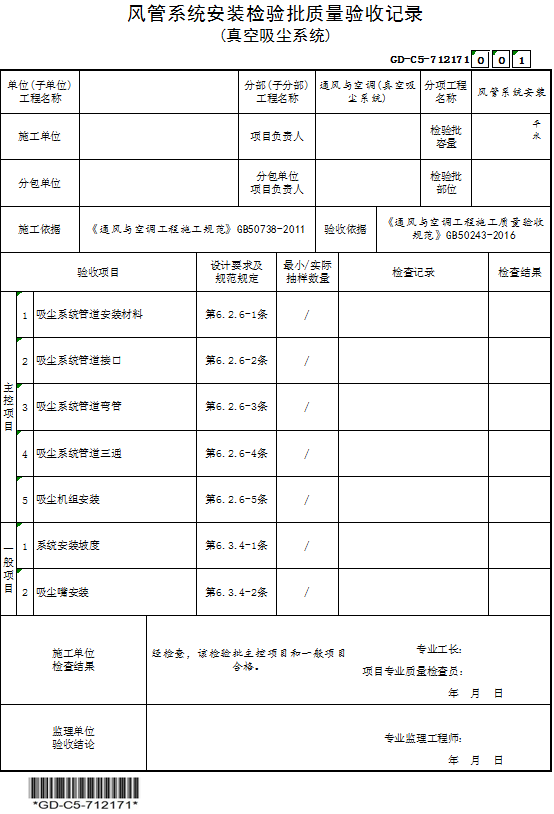 风管系统安装检验批质量验收记录
(真空吸尘系统)
GD-C5-712171 0 0 1
单位(子单位)
工程名称
分部(子分部)
工程名称
通风与空调(真空吸
尘系统)
分项工程
名称
风管系统安装
施工单位
项目负责人
检验批
容量
千
米
分包单位
分包单位
项目负责人
检验批
部位
施工依据
《通风与空调工程施工规范》GB50738-2011
验收依据
《通风与空调工程施工质量验收
规范》GB50243-2016
验收项目
设计要求及
规范规定
最小/实际
抽样数量
检查记录
检查结果
主控项目
1 吸尘系统管道安装材料 第6.2.6-1条 /
2 吸尘系统管道接口 第6.2.6-2条 /
3 吸尘系统管道弯管 第6.2.6-3条 /
4 吸尘系统管道三通 第6.2.6-4条 /
5 吸尘机组安装 第6.2.6-5条 /
一般项目
1 系统安装坡度 第6.3.4-1条 /
2 吸尘嘴安装 第6.3.4-2条 /
施工单位
检查结果
经检查，该检验批主控项目和一般项目
合格。
专业工长:
项目专业质量检查员:
年 月 日
监理单位
验收结论
专业监理工程师:
年 月 日
*GD-C5-712171*